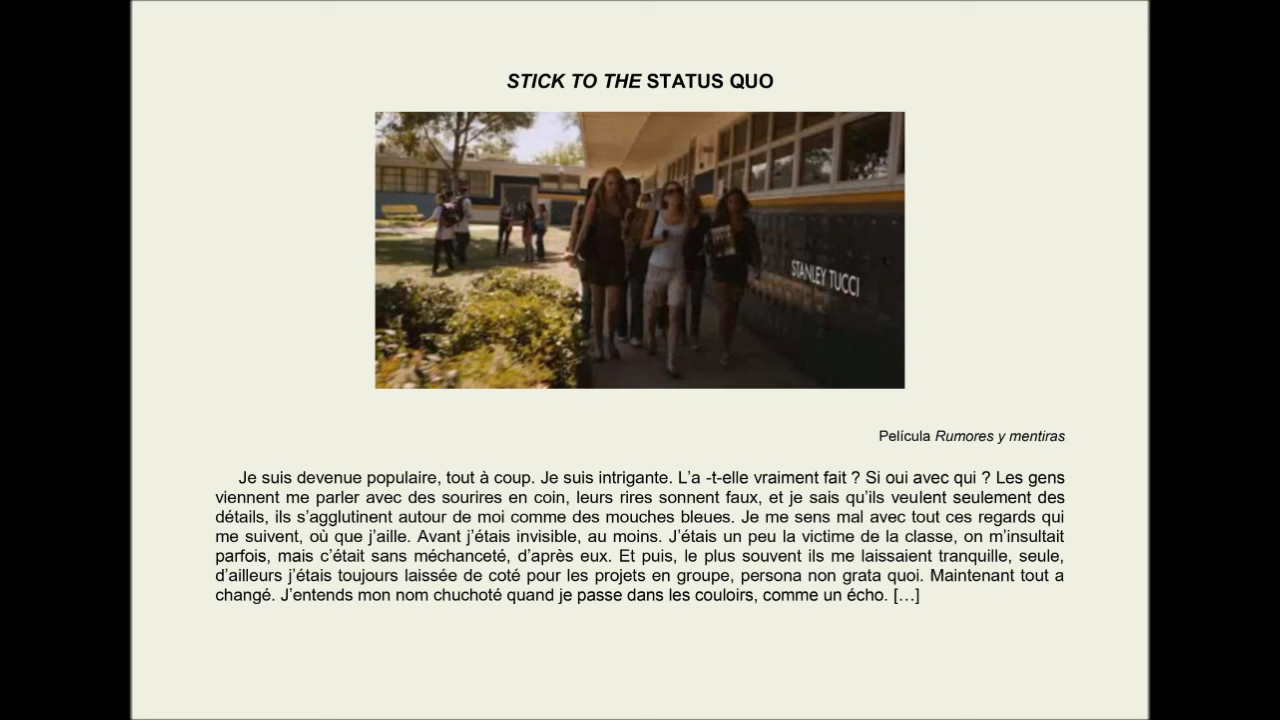 STICK TO THE STATUS QUO
STANLEY TUCCI
Película Rumores y mentiras
Je suis devenue populaire, tout à coup. Je suis intrigante. L’a -t-elle vraiment fait ? Si oui avec qui ? Les gens
viennent me parler avec des sourires en coin, leurs rires sonnent faux, et je sais qu’ils veulent seulement des
détails, ils s’agglutinent autour de moi comme des mouches bleues. Je me sens mal avec tout ces regards qui
me suivent, où que j’aille. Avant j’étais invisible, au moins. J’étais un peu la victime de la classe, on m’insultait
parfois, mais c’était sans méchanceté, d’après eux. Et puis, le plus souvent ils me laissaient tranquille, seule,
d’ailleurs j’étais toujours laissée de coté pour les projets en groupe, persona non grata quoi. Maintenant tout a
changé. J’entends mon nom chuchoté quand je passe dans les couloirs, comme un écho. […]